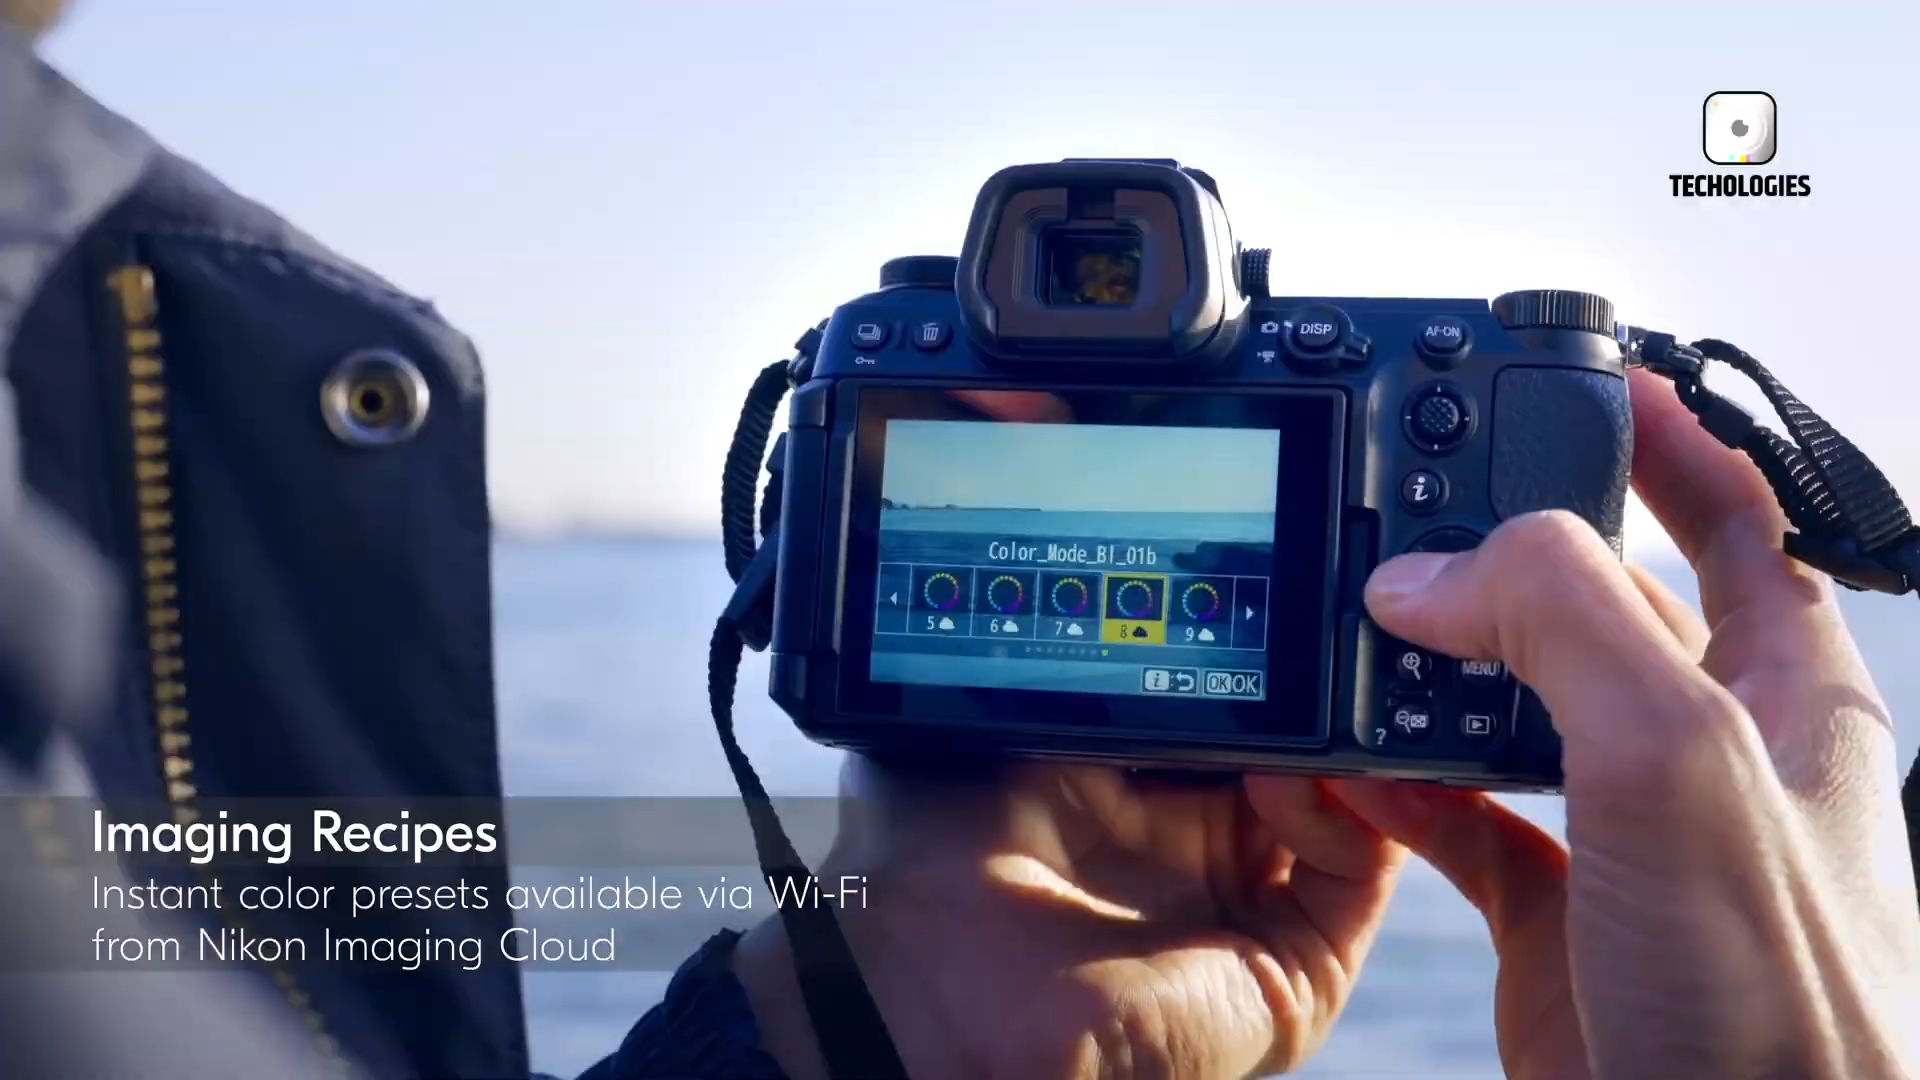 TECHOLOGIES
DISP
AF-ON
i
Color_Mode_Bl_01b
5 6 7 8 9
i : OK OK
MENU
?
Imaging Recipes
Instant color presets available via Wi-Fi
from Nikon Imaging Cloud